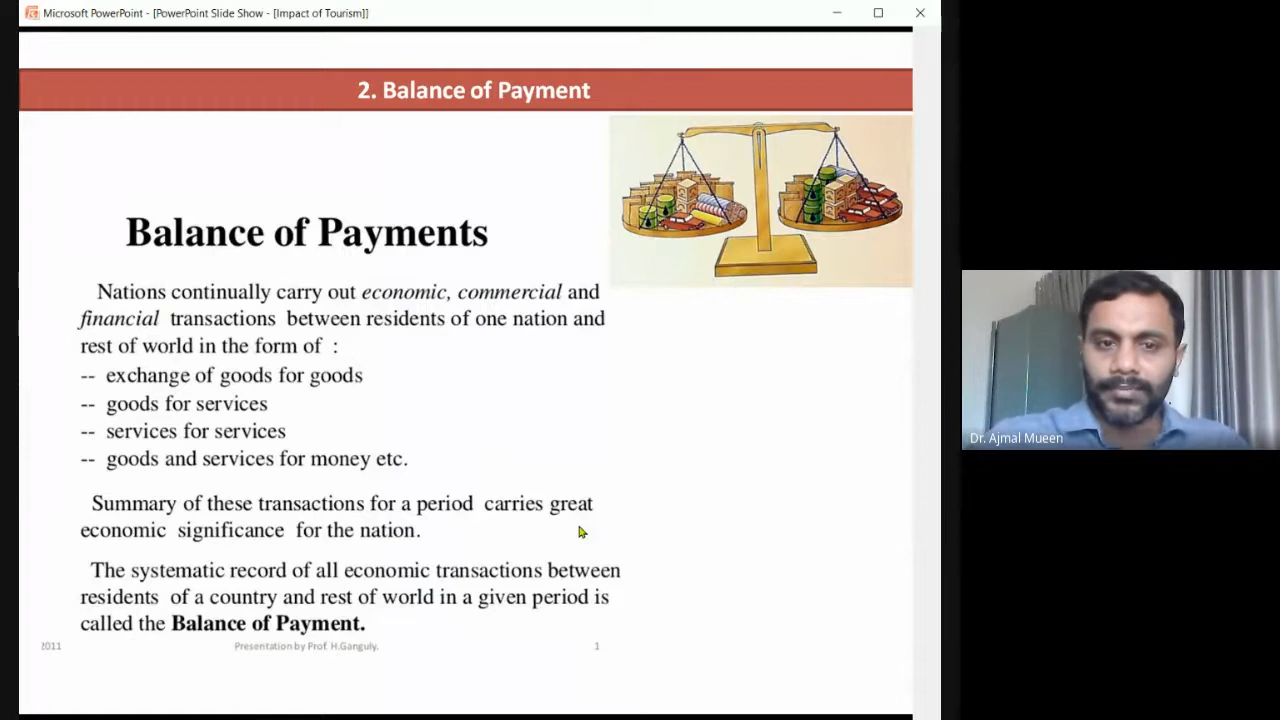 Microsoft PowerPoint - [PowerPoint Slide Show - [Impact of Tourism]]
2. Balance of Payment
Balance of Payments
Nations continually carry out economic, commercial and
financial transactions between residents of one nation and
rest of world in the form of :
-- exchange of goods for goods
-- goods for services
-- services for services
-- goods and services for money etc.
Summary of these transactions for a period carries great
economic significance for the nation.
The systematic record of all economic transactions between
residents of a country and rest of world in a given period is
called the Balance of Payment.
2011 Presentation by Prof. H.Ganguly. 1
Dr. Ajmal Mueen